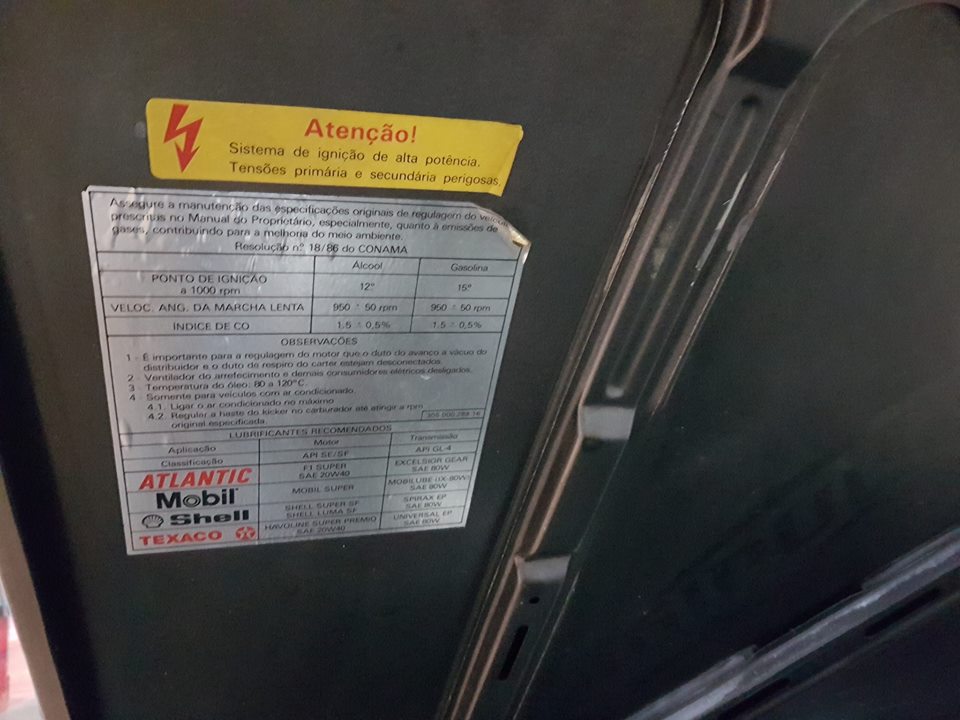 Atenção!
Sistema de ignição de alta potência.
Tensões primária e secundária perigosas.
Assegure a manutenção das especificações originais de regulagem do veículo
prescritas no Manual do Proprietário, especialmente, quanto à emissões de
gases, contribuindo para a melhoria do meio ambiente.
Resolução n.º 18/86 do CONAMA
Álcool Gasolina
PONTO DE IGNIÇÃO
a 1000 rpm 12º 15º
VELOC. ANG. DA MARCHA LENTA 950 ± 50 rpm 950 ± 50 rpm
ÍNDICE DE CO 1.5 ± 0,5% 1.5 ± 0,5%
OBSERVAÇÕES
1 - É importante para a regulagem do motor que o duto do avanço a vácuo do
distribuidor e o duto de respiro do carter estejam desconectados.
2 - Ventilador do arrefecimento e demais consumidores elétricos desligados.
3 - Temperatura do óleo: 80 a 120°C.
4 - Somente para veículos com ar condicionado.
4.1. Ligar o ar condicionado no máximo
4.2. Regular a haste do kicker no carburador até atingir a rpm
original especificada.
LUBRIFICANTES RECOMENDADOS
Aplicação Motor Transmissão
Classificação API SE/SF API GL-4
ATLANTIC F1 SUPER SAE 20W40 EXCELSIOR GEAR SAE 80W
Mobil MOBIL SUPER MOBILUBE SAE 80W
Shell SHELL SUPER SF SHELL LUMA SF SPIRAX EP SAE 80W
TEXACO HAVOLINE SUPER PREMIO SAE 20W40 UNIVERSAL EP SAE 80W